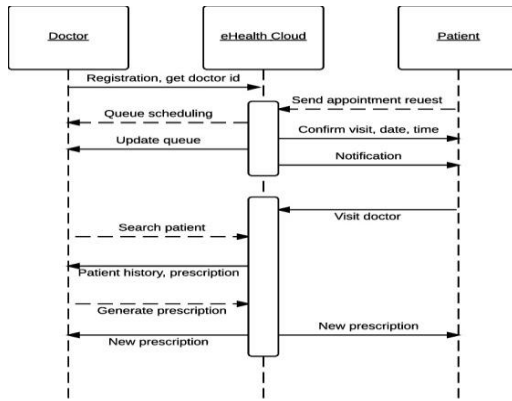 Doctor
eHealth Cloud
Patient
Registration, get doctor id
Send appointment reuest
Queue scheduling
Confirm visit, date, time
Update queue
Notification
Visit doctor
Search patient
Patient history, prescription
Generate prescription
New prescription
New prescription